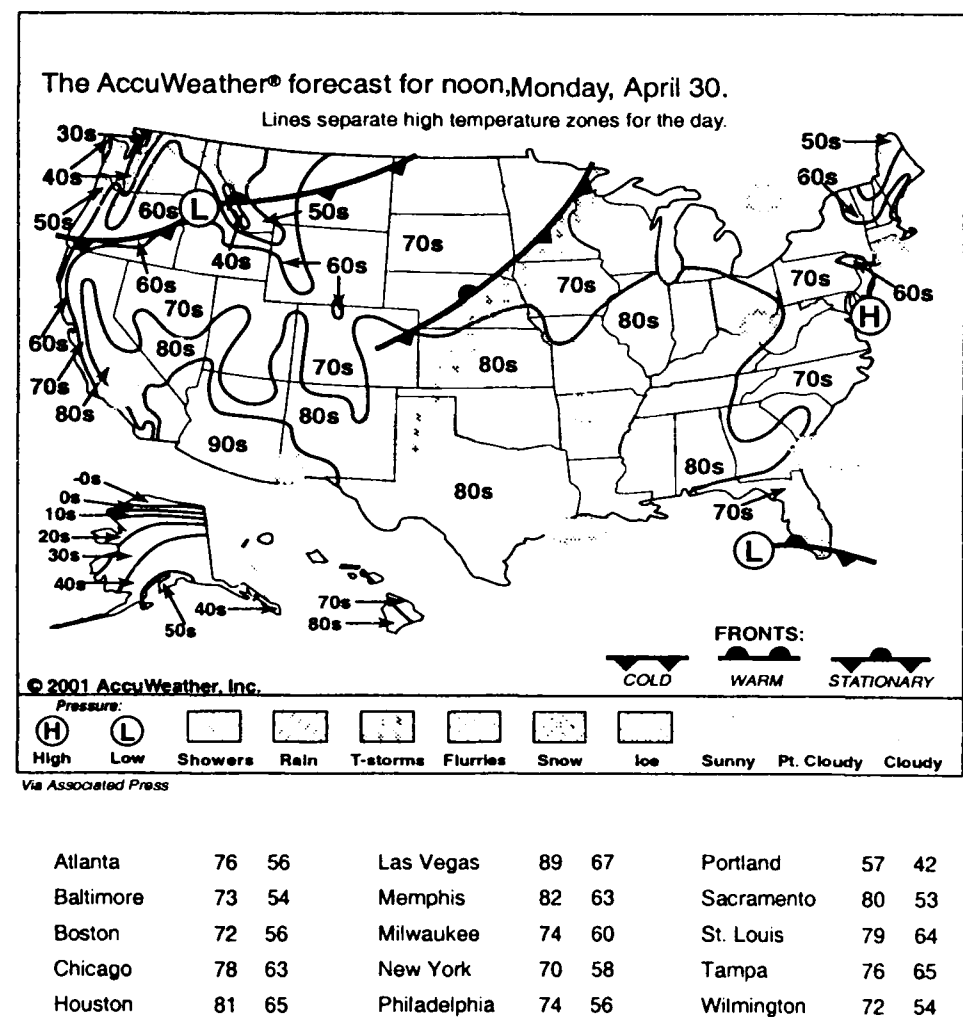 The AccuWeather® forecast for noon, Monday, April 30.
Lines separate high temperature zones for the day.
30s
50s
40s
60s
60s
L
50s
50s
70s
40s
60s
70s
70s
60s
60s
70s
H
80s
60s
80s
70s
80s
70s
70s
80s
90s
80s
80s
80s
-0s
0s
10s
70s
20s
30s
L
40s
40s
70s
50s
80s
FRONTS:
COLD WARM STATIONARY
© 2001 AccuWeather, Inc.
Pressure:
H L
High Low Showers Rain T-storms Flurries Snow Ice Sunny Pt. Cloudy Cloudy
Via Associated Press
Atlanta 76 56 Las Vegas 89 67 Portland 57 42
Baltimore 73 54 Memphis 82 63 Sacramento 80 53
Boston 72 56 Milwaukee 74 60 St. Louis 79 64
Chicago 78 63 New York 70 58 Tampa 76 65
Houston 81 65 Philadelphia 74 56 Wilmington 72 54